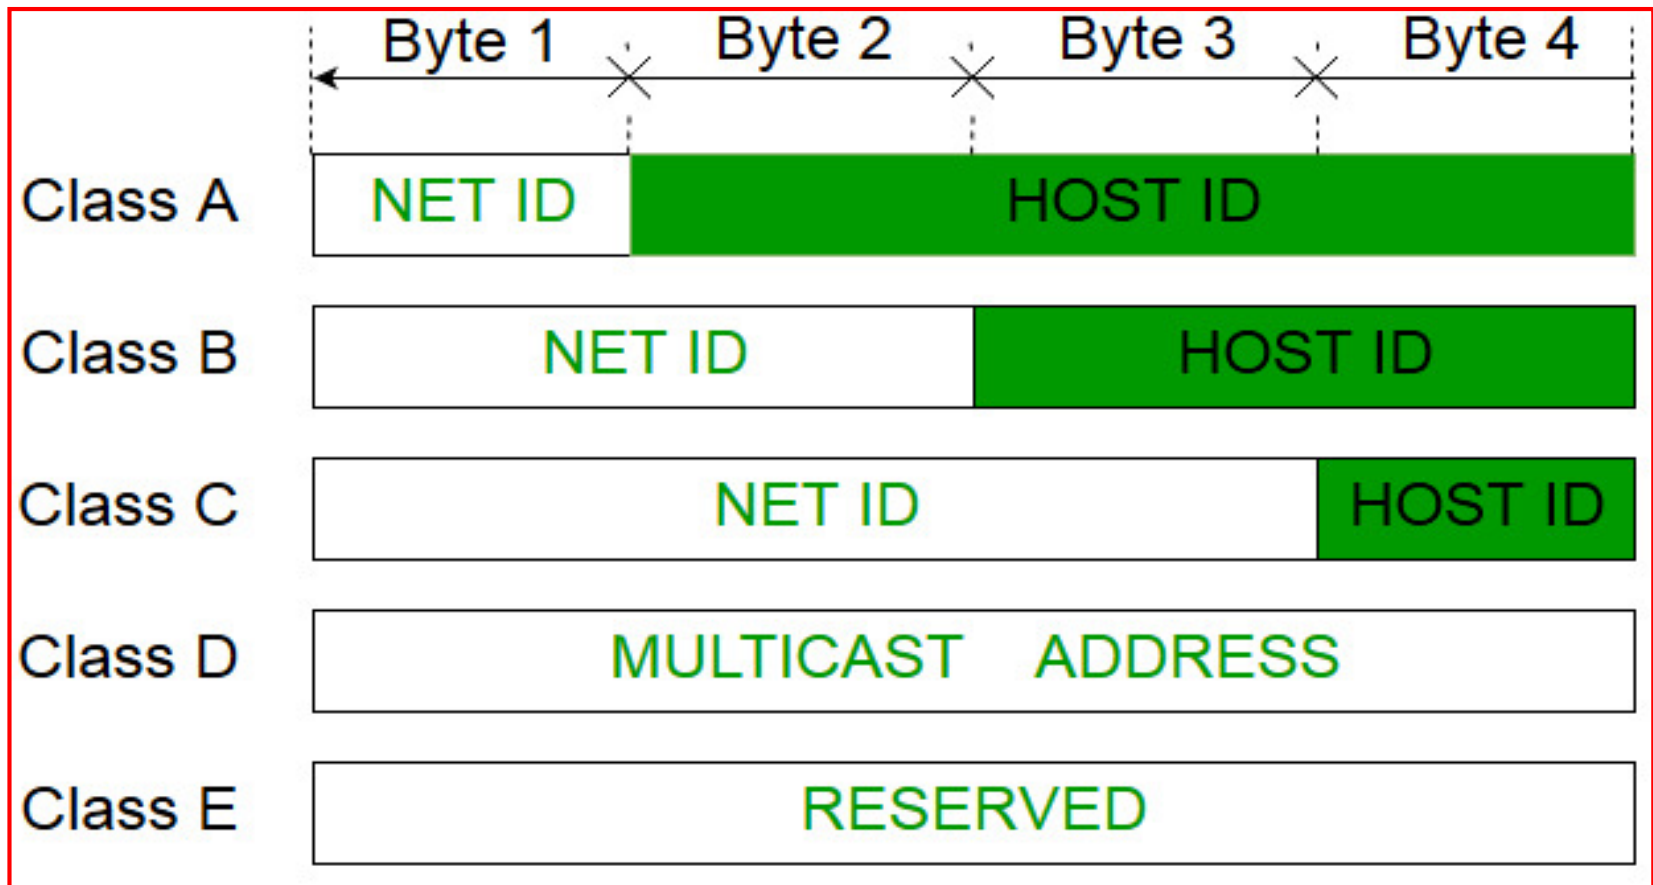 Byte 1 Byte 2 Byte 3 Byte 4
Class A NET ID HOST ID
Class B NET ID HOST ID
Class C NET ID HOST ID
Class D MULTICAST ADDRESS
Class E RESERVED